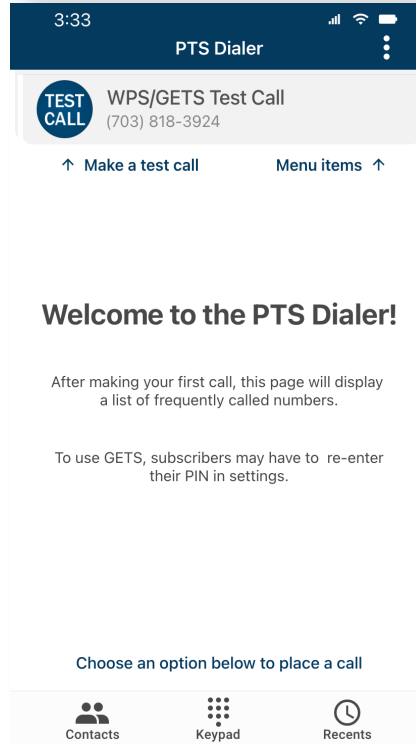 3:33
PTS Dialer
TEST
CALL
WPS/GETS Test Call
(703) 818-3924
↑ Make a test call
Menu items ↑
Welcome to the PTS Dialer!
After making your first call, this page will display
a list of frequently called numbers.
To use GETS, subscribers may have to  re-enter
their PIN in settings.
Choose an option below to place a call
Contacts
Keypad
Recents